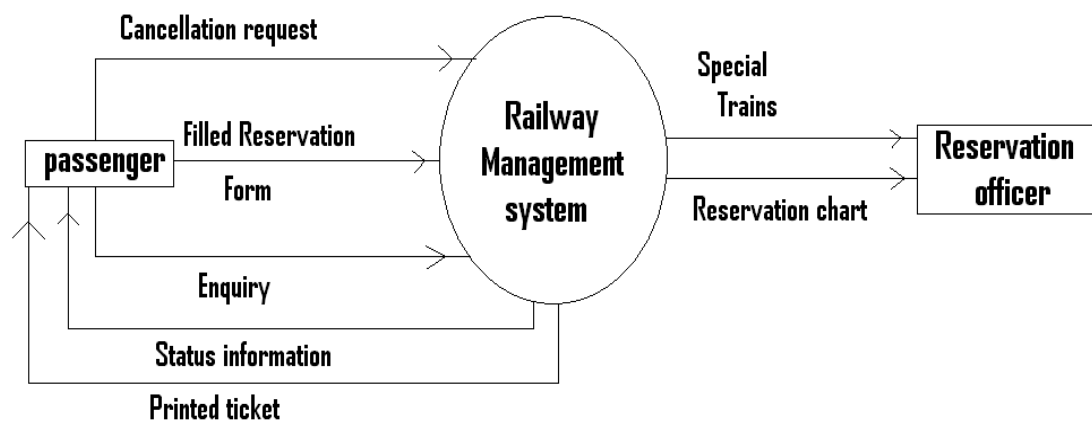 Cancellation request
Special
Trains
Filled Reservation
Form
passenger
Railway
Management
system
Reservation
officer
Reservation chart
Enquiry
Status information
Printed ticket